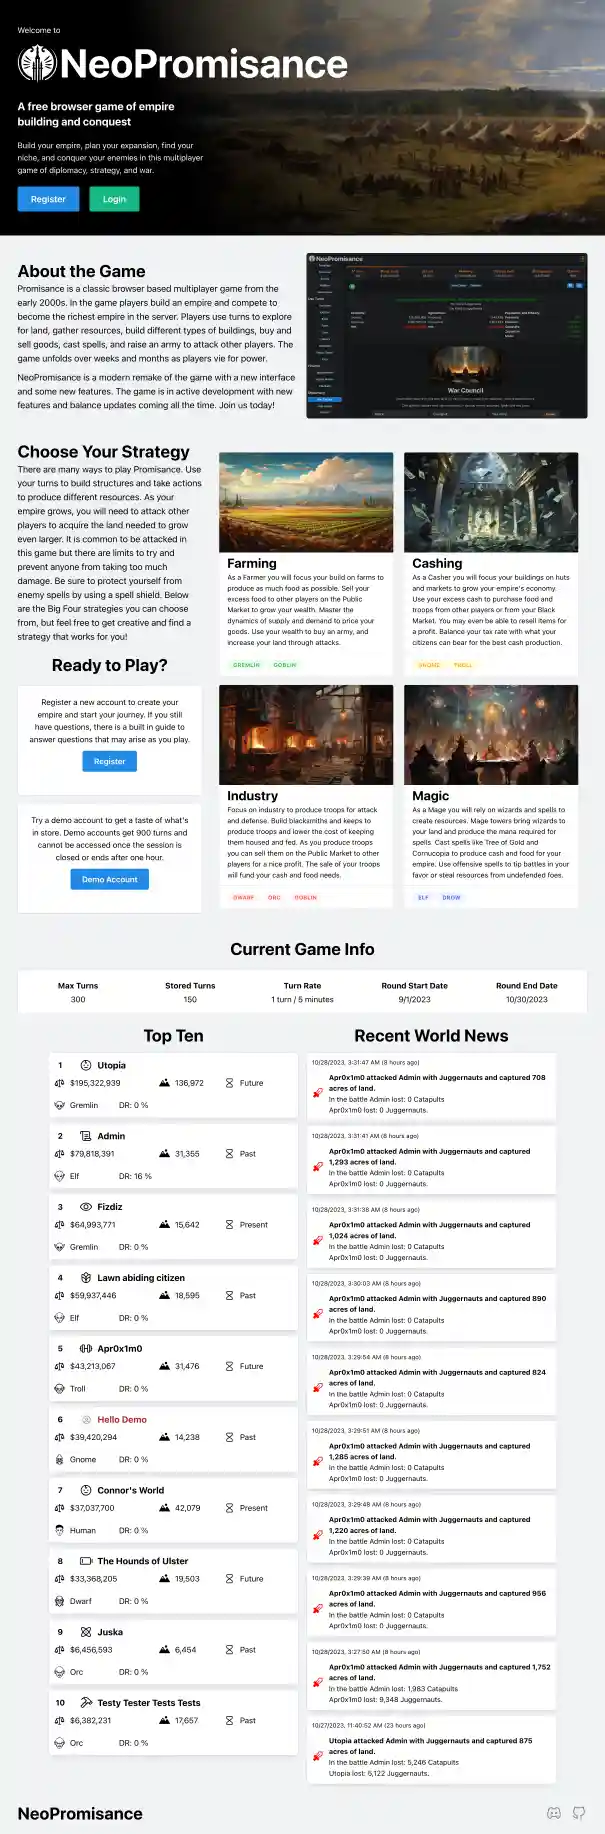 Welcome to
NeoPromisance
A free browser game of empire
building and conquest
Build your empire, plan your expansion, find your
niche, and conquer your enemies in this multiplayer
game of diplomacy, strategy, and war.
Register
Login
About the Game
Promisance is a classic browser based multiplayer game from the
early 2000s. In the game players build an empire and compete to
become the richest empire in the server. Players use turns to explore
for land, gather resources, build different types of buildings, buy and
sell goods, cast spells, and raise an army to attack other players. The
game unfolds over weeks and months as players vie for power.
NeoPromisance is a modern remake of the game with a new interface
and some new features. The game is in active development with new
features and balance updates coming all the time. Join us today!
NeoPromisance
War Council
Choose Your Strategy
There are many ways to play Promisance. Use
your turns to build structures and take actions
to produce different resources. As your
empire grows, you will need to attack other
players to acquire the land needed to grow
even larger. It is common to be attacked in
this game but there are limits to try and
prevent anyone from taking too much
damage. Be sure to protect yourself from
enemy spells by using a spell shield. Below
are the Big Four strategies you can choose
from, but feel free to get creative and find a
strategy that works for you!
Farming
As a Farmer you will focus your build on farms to
produce as much food as possible. Sell your
excess food to other players on the Public
Market to grow your wealth. Master the
dynamics of supply and demand to price your
goods. Use your wealth to buy an army, and
increase your land through attacks.
GREMLIN GOBLIN
Cashing
As a Casher you will focus your buildings on huts
and markets to grow your empire's economy.
Use your excess cash to purchase food and
troops from other players or from your Black
Market. You may even be able to resell items for
a profit. Balance your tax rate with what your
citizens can bear for the best cash production.
GNOME TROLL
Ready to Play?
Register a new account to create your
empire and start your journey. If you still
have questions, there is a built in guide to
answer questions that may arise as you play.
Register
Try a demo account to get a taste of what's
in store. Demo accounts get 900 turns and
cannot be accessed once the session is
closed or ends after one hour.
Demo Account
Industry
Focus on industry to produce troops for attack
and defense. Build blacksmiths and keeps to
produce troops and lower the cost of keeping
them housed and fed. As you produce troops
you can sell them on the Public Market to other
players for a nice profit. The sale of your troops
will fund your cash and food needs.
DWARF ORC GOBLIN
Magic
As a Mage you will rely on wizards and spells to
create resources. Mage towers bring wizards to
your land and produce the mana required for
spells. Cast spells like Tree of Gold and
Cornucopia to produce cash and food for your
empire. Use offensive spells to tip battles in your
favor or steal resources from undefended foes.
ELF DROW
Current Game Info
Max Turns Stored Turns Turn Rate Round Start Date Round End Date
300 150 1 turn / 5 minutes 9/1/2023 10/30/2023
Top Ten
1 Utopia
$195,322,939 136,972 Future
Gremlin DR: 0 %
2 Admin
$79,818,391 31,355 Past
Elf DR: 16 %
3 Fizdiz
$64,993,771 15,642 Present
Gremlin DR: 0 %
4 Lawn abiding citizen
$59,937,446 18,595 Past
Elf DR: 0 %
5 Apr0x1m0
$43,213,067 31,476 Future
Troll DR: 0 %
6 Hello Demo
$39,420,294 14,238 Past
Gnome DR: 0 %
7 Connor's World
$37,037,700 42,079 Present
Human DR: 0 %
8 The Hounds of Ulster
$33,368,205 19,503 Future
Dwarf DR: 0 %
9 Juska
$6,456,593 6,454 Past
Orc DR: 0 %
10 Testy Tester Tests Tests
$6,382,231 17,657 Past
Orc DR: 0 %
Recent World News
10/28/2023, 3:31:47 AM (8 hours ago)
Apr0x1m0 attacked Admin with Juggernauts and captured 708
acres of land.
In the battle Admin lost: 0 Catapults
Apr0x1m0 lost: 0 Juggernauts.
10/28/2023, 3:31:41 AM (8 hours ago)
Apr0x1m0 attacked Admin with Juggernauts and captured
1,293 acres of land.
In the battle Admin lost: 0 Catapults
Apr0x1m0 lost: 0 Juggernauts.
10/28/2023, 3:31:38 AM (8 hours ago)
Apr0x1m0 attacked Admin with Juggernauts and captured
1,024 acres of land.
In the battle Admin lost: 0 Catapults
Apr0x1m0 lost: 0 Juggernauts.
10/28/2023, 3:30:03 AM (8 hours ago)
Apr0x1m0 attacked Admin with Juggernauts and captured 890
acres of land.
In the battle Admin lost: 0 Catapults
Apr0x1m0 lost: 0 Juggernauts.
10/28/2023, 3:29:54 AM (8 hours ago)
Apr0x1m0 attacked Admin with Juggernauts and captured 824
acres of land.
In the battle Admin lost: 0 Catapults
Apr0x1m0 lost: 0 Juggernauts.
10/28/2023, 3:29:51 AM (8 hours ago)
Apr0x1m0 attacked Admin with Juggernauts and captured
1,285 acres of land.
In the battle Admin lost: 0 Catapults
Apr0x1m0 lost: 0 Juggernauts.
10/28/2023, 3:29:48 AM (8 hours ago)
Apr0x1m0 attacked Admin with Juggernauts and captured
1,220 acres of land.
In the battle Admin lost: 0 Catapults
Apr0x1m0 lost: 0 Juggernauts.
10/28/2023, 3:29:39 AM (8 hours ago)
Apr0x1m0 attacked Admin with Juggernauts and captured 956
acres of land.
In the battle Admin lost: 0 Catapults
Apr0x1m0 lost: 0 Juggernauts.
10/28/2023, 3:27:50 AM (8 hours ago)
Apr0x1m0 attacked Admin with Juggernauts and captured 1,752
acres of land.
In the battle Admin lost: 1,983 Catapults
Apr0x1m0 lost: 9,348 Juggernauts.
10/27/2023, 11:40:52 AM (23 hours ago)
Utopia attacked Admin with Juggernauts and captured 875
acres of land.
In the battle Admin lost: 5,246 Catapults
Utopia lost: 5,122 Juggernauts.
NeoPromisance